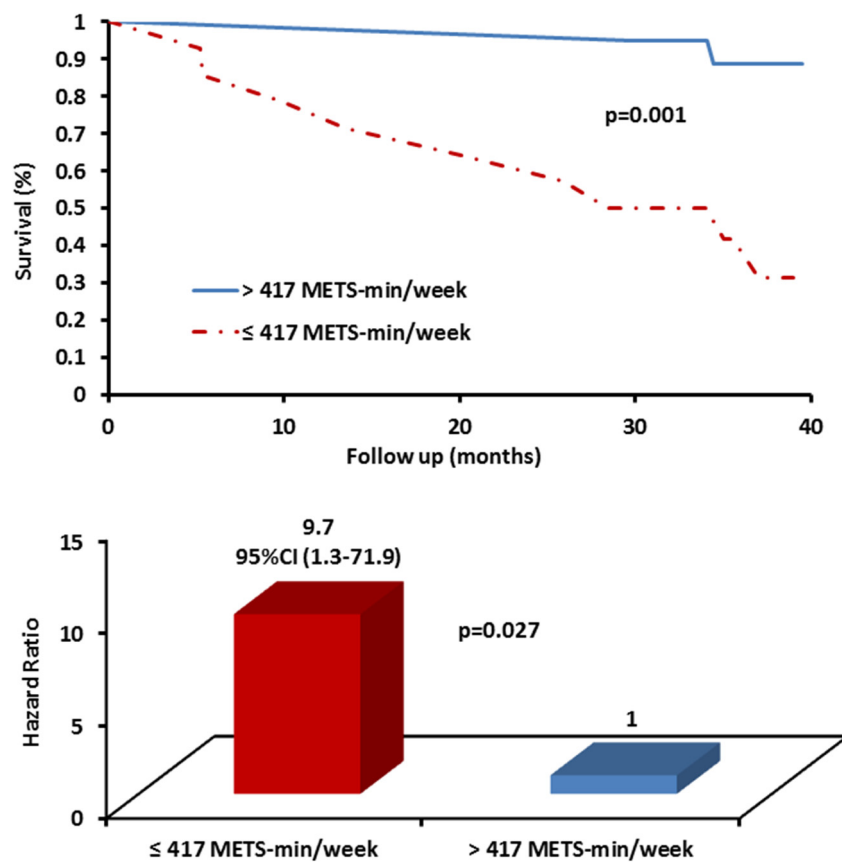 1
0.9
0.8
0.7
0.6
0.5
0.4
0.3
0.2
0.1
0
Survival (%)
p=0.001
> 417 METS-min/week
≤ 417 METS-min/week
0 10 20 30 40
Follow up (months)
15
10
5
0
Hazard Ratio
9.7
95%CI (1.3-71.9)
p=0.027
1
≤ 417 METS-min/week > 417 METS-min/week